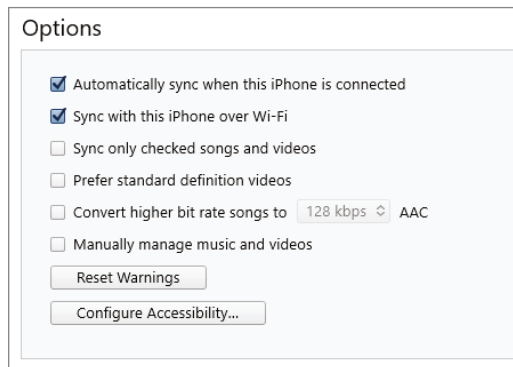 Options
Automatically sync when this iPhone is connected
Sync with this iPhone over Wi-Fi
Sync only checked songs and videos
Prefer standard definition videos
Convert higher bit rate songs to 128 kbps AAC
Manually manage music and videos
Reset Warnings
Configure Accessibility...